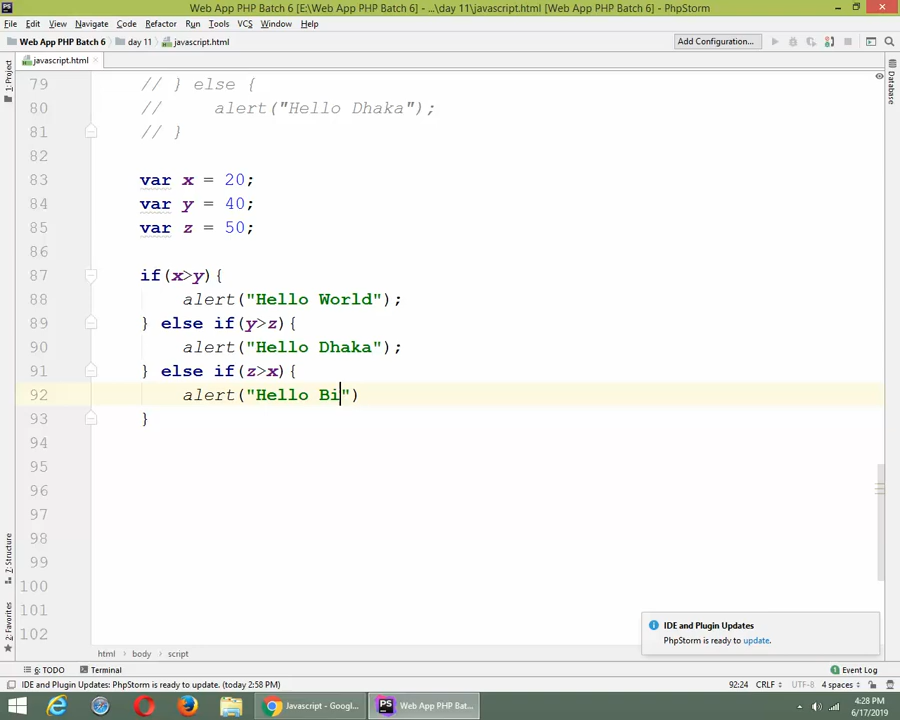 Web App PHP Batch 6 [E:\Web App PHP Batch 6] - ...\day 11\javascript.html [Web App PHP Batch 6] - PhpStorm
File Edit View Navigate Code Refactor Run Tools VCS Window Help
Web App PHP Batch 6 day 11 javascript.html Add Configuration...
javascript.html
1: Project
Database
79 // } else {
80 //     alert("Hello Dhaka");
81 // }
82
83 var x = 20;
84 var y = 40;
85 var z = 50;
86
87 if(x>y){
88     alert("Hello World");
89 } else if(y>z){
90     alert("Hello Dhaka");
91 } else if(z>x){
92     alert("Hello Bi")
93 }
94
95
96
97
98
99
100
101
102
7: Structure
2: Favorites
IDE and Plugin Updates
PhpStorm is ready to update.
html body script
6: TODO Terminal Event Log
IDE and Plugin Updates: PhpStorm is ready to update. (today 2:58 PM) 92:24 CRLF UTF-8 4 spaces
Javascript - Googl... Web App PHP Bat... 4:28 PM
6/17/2019